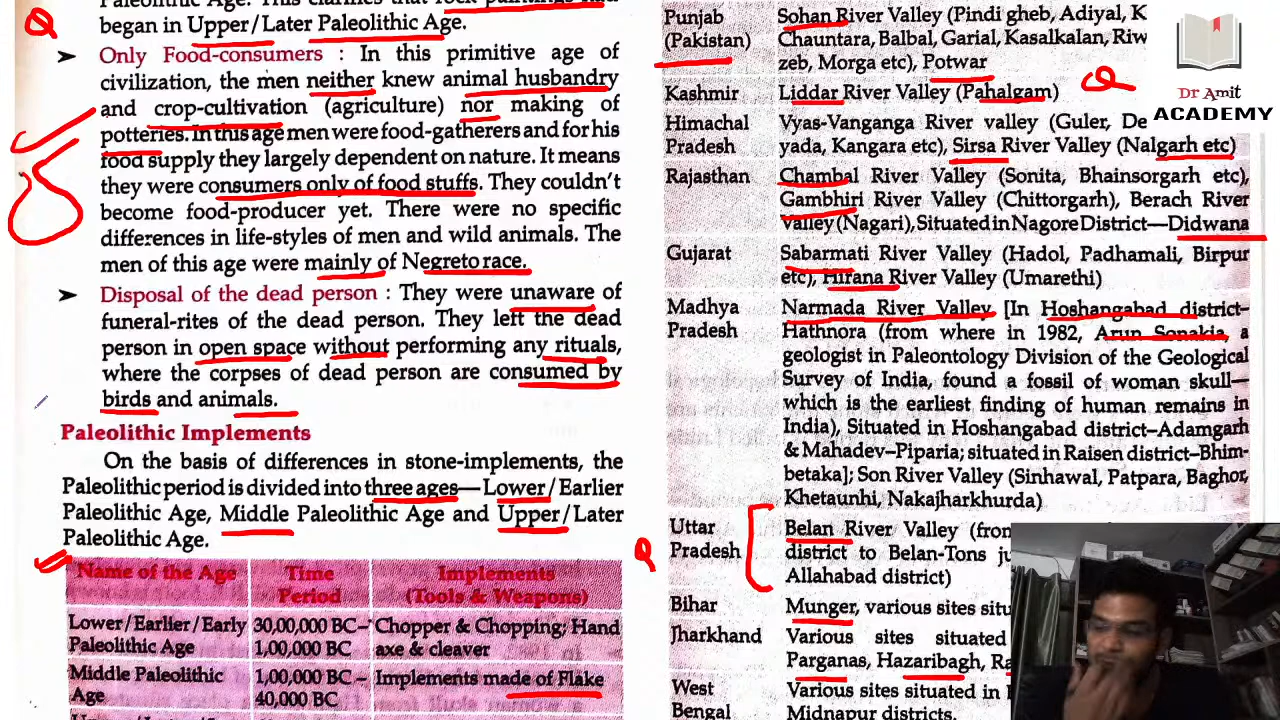 Paleolithic Age. This clarifies that rock paintings had
began in Upper/Later Paleolithic Age.
➤ Only Food-consumers : In this primitive age of
civilization, the men neither knew animal husbandry
and crop-cultivation (agriculture) nor making of
potteries. In this age men were food-gatherers and for his
food supply they largely dependent on nature. It means
they were consumers only of food stuffs. They couldn't
become food-producer yet. There were no specific
differences in life-styles of men and wild animals. The
men of this age were mainly of Negreto race.
➤ Disposal of the dead person : They were unaware of
funeral-rites of the dead person. They left the dead
person in open space without performing any rituals,
where the corpses of dead person are consumed by
birds and animals.
Paleolithic Implements
On the basis of differences in stone-implements, the
Paleolithic period is divided into three ages—Lower/Earlier
Paleolithic Age, Middle Paleolithic Age and Upper/Later
Paleolithic Age.
Name of the Age Time Implements
Period (Tools & Weapons)
Lower/Earlier/Early 30,00,000 BC– Chopper & Chopping; Hand
Paleolithic Age 1,00,000 BC axe & cleaver
Middle Paleolithic 1,00,000 BC – Implements made of Flake
Age 40,000 BC
Punjab Sohan River Valley (Pindi gheb, Adiyal, K
(Pakistan) Chauntara, Balbal, Garial, Kasalkalan, Riw
zeb, Morga etc), Potwar
Kashmir Liddar River Valley (Pahalgam)
Himachal Vyas-Vanganga River valley (Guler, De
Pradesh yada, Kangara etc), Sirsa River Valley (Nalgarh etc)
Rajasthan Chambal River Valley (Sonita, Bhainsorgarh etc),
Gambhiri River Valley (Chittorgarh), Berach River
Valley (Nagari), Situated in Nagore District—Didwana
Gujarat Sabarmati River Valley (Hadol, Padhamali, Birpur
etc), Hirana River Valley (Umarethi)
Madhya Narmada River Valley [In Hoshangabad district-
Pradesh Hathnora (from where in 1982, Arun Sonakia, a
geologist in Paleontology Division of the Geological
Survey of India, found a fossil of woman skull—
which is the earliest finding of human remains in
India), Situated in Hoshangabad district–Adamgarh
& Mahadev–Piparia; situated in Raisen district–Bhim-
betaka]; Son River Valley (Sinhawal, Patpara, Baghor,
Khetaunhi, Nakajharkhurda)
Uttar Belan River Valley (from
Pradesh district to Belan-Tons ju
Allahabad district)
Bihar Munger, various sites situ
Jharkhand Various sites situated
Parganas, Hazaribagh, Ra
West Various sites situated in
Bengal Midnapur districts.
Dr Amit
ACADEMY